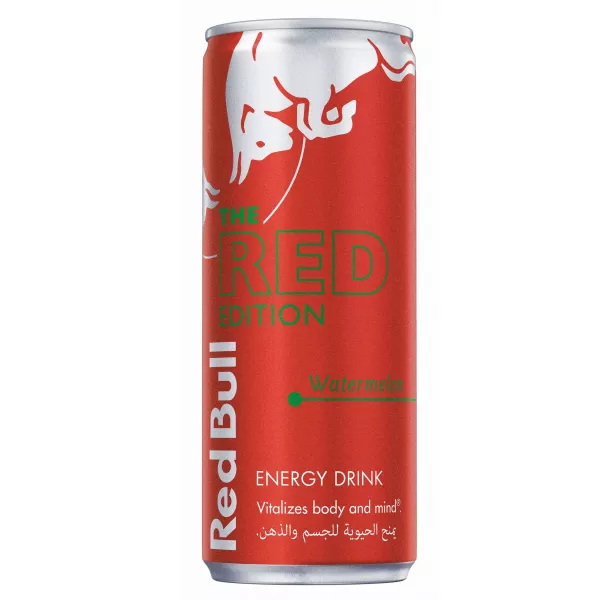 THE
RED
EDITION
Watermelon
Red Bull
ENERGY DRINK
Vitalizes body and mind®.
يمنح الحيوية للجسم والذهن.